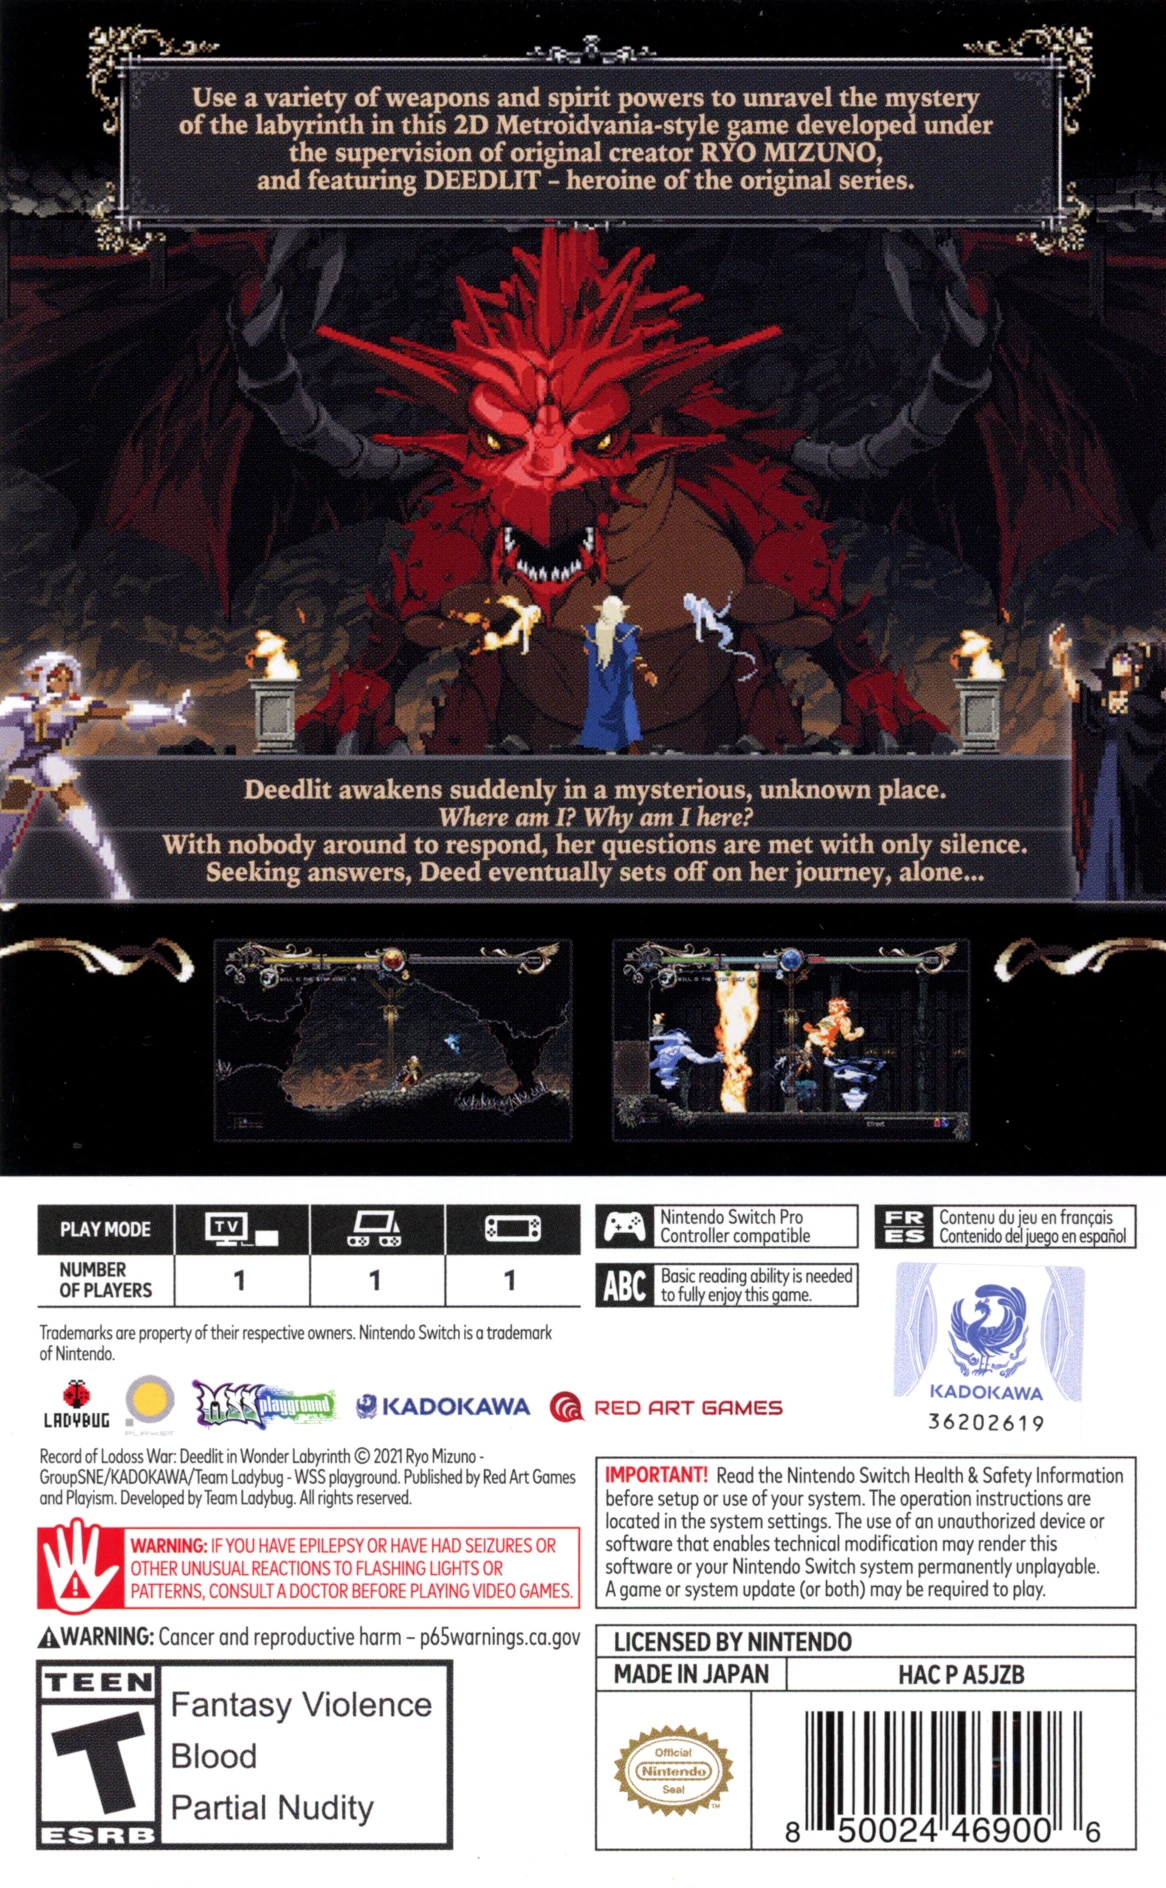 Use a variety of weapons and spirit powers to unravel the mystery
of the labyrinth in this 2D Metroidvania-style game developed under
the supervision of original creator RYO MIZUNO,
and featuring DEEDLIT – heroine of the original series.
Deedlit awakens suddenly in a mysterious, unknown place.
Where am I? Why am I here?
With nobody around to respond, her questions are met with only silence.
Seeking answers, Deed eventually sets off on her journey, alone...
Efreet
PLAY MODE
TV
NUMBER
OF PLAYERS
1
1
1
Nintendo Switch Pro
Controller compatible
FR
ES
Contenu du jeu en français
Contenido del juego en español
ABC
Basic reading ability is needed
to fully enjoy this game.
Trademarks are property of their respective owners. Nintendo Switch is a trademark
of Nintendo.
LADYBUG
PLAYISM
WSS playground
KADOKAWA
RED ART GAMES
KADOKAWA
36202619
Record of Lodoss War: Deedlit in Wonder Labyrinth © 2021 Ryo Mizuno -
GroupSNE/KADOKAWA/Team Ladybug - WSS playground. Published by Red Art Games
and Playism. Developed by Team Ladybug. All rights reserved.
WARNING: IF YOU HAVE EPILEPSY OR HAVE HAD SEIZURES OR
OTHER UNUSUAL REACTIONS TO FLASHING LIGHTS OR
PATTERNS, CONSULT A DOCTOR BEFORE PLAYING VIDEO GAMES.
WARNING: Cancer and reproductive harm – p65warnings.ca.gov
IMPORTANT! Read the Nintendo Switch Health & Safety Information
before setup or use of your system. The operation instructions are
located in the system settings. The use of an unauthorized device or
software that enables technical modification may render this
software or your Nintendo Switch system permanently unplayable.
A game or system update (or both) may be required to play.
TEEN
T
ESRB
Fantasy Violence
Blood
Partial Nudity
LICENSED BY NINTENDO
MADE IN JAPAN
HAC P A5JZB
Official
Nintendo
Seal
TM
8 50024 46900 6